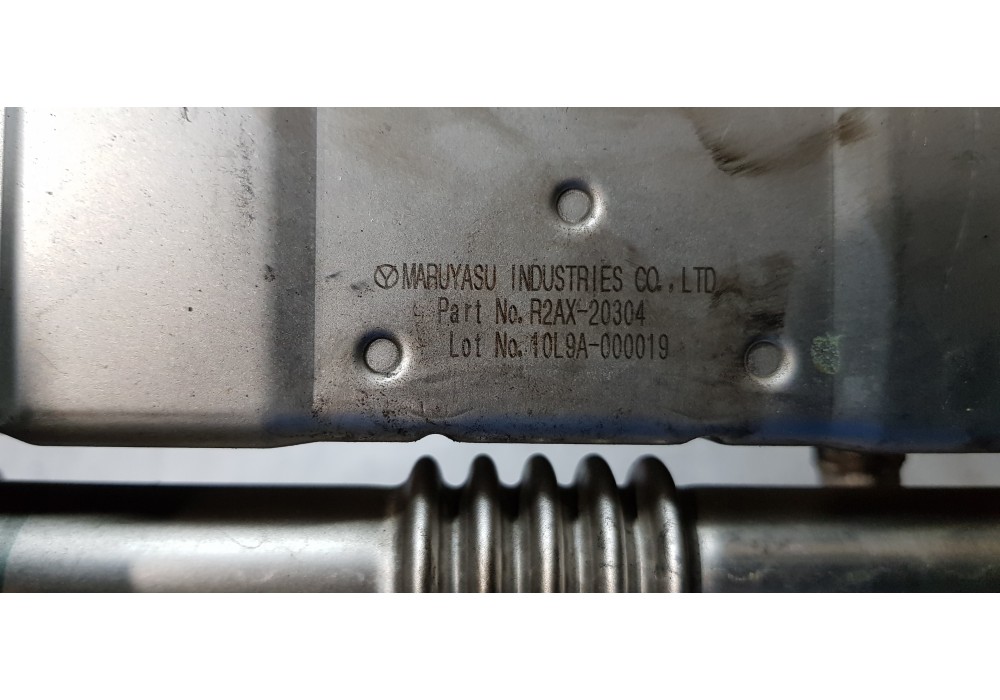 MARUYASU INDUSTRIES CO., LTD
Part No. R2AX-20304
Lot No. 10L9A-000019